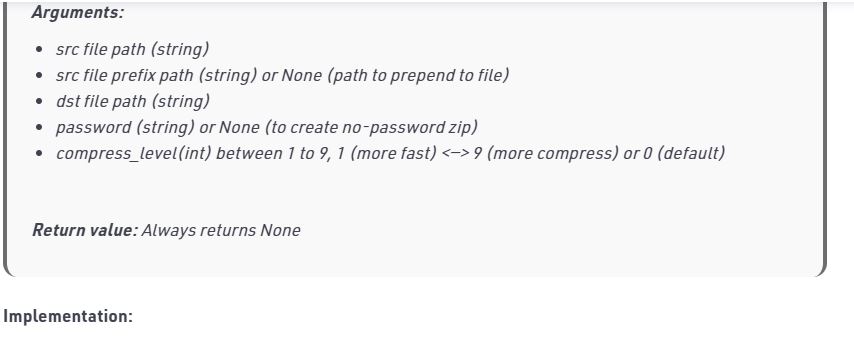 Arguments:
• src file path (string)
• src file prefix path (string) or None (path to prepend to file)
• dst file path (string)
• password (string) or None (to create no-password zip)
• compress_level(int) between 1 to 9, 1 (more fast) <—> 9 (more compress) or 0 (default)
Return value: Always returns None
Implementation: